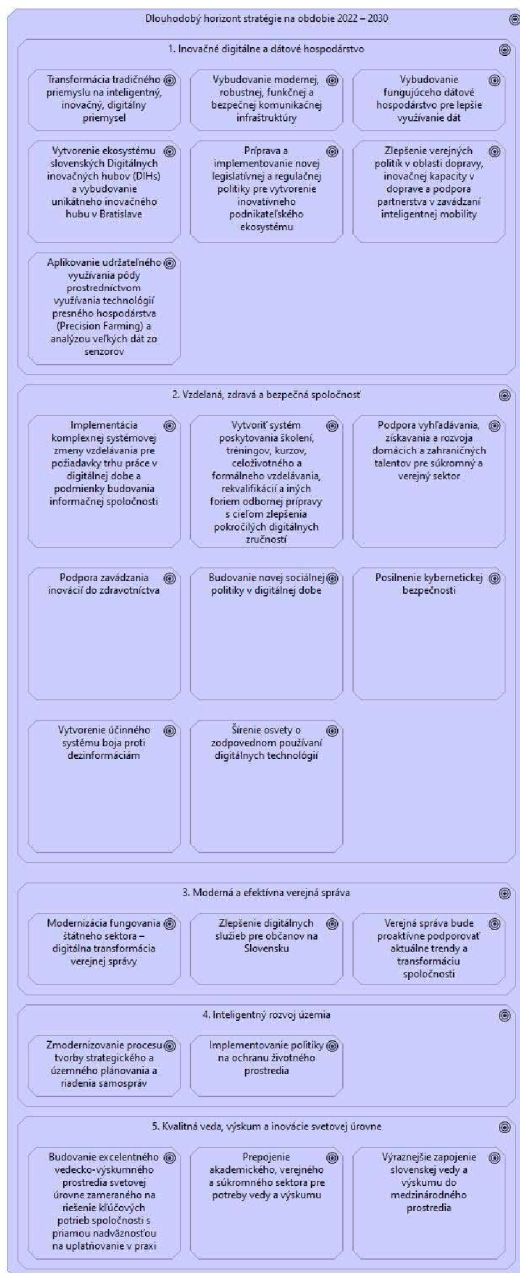 Dlouhodobý horizont stratégie na obdobie 2022 – 2030
1. Inovačné digitálne a dátové hospodárstvo
Transformácia tradičného
priemyslu na inteligentný,
inovačný, digitálny
priemysel
Vybudovanie modernej,
robustnej, funkčnej a
bezpečnej komunikačnej
infraštruktúry
Vybudovanie
fungujúceho dátové
hospodárstvo pre lepšie
využívanie dát
Vytvorenie ekosystému
slovenských Digitálnych
inovačných hubov (DIHs)
a vybudovanie
unikátneho inovačného
hubu v Bratislave
Príprava a
implementovanie novej
legislatívnej a regulačnej
politiky pre vytvorenie
inovatívneho
podnikateľského
ekosystému
Zlepšenie verejných
politík v oblasti dopravy,
inovačnej kapacity v
doprave a podpora
partnerstva v zavádzaní
inteligentnej mobility
Aplikovanie udržateľného
využívania pôdy
prostredníctvom
využívania technológií
presného hospodárstva
(Precision Farming) a
analýzou veľkých dát zo
senzorov
2. Vzdelaná, zdravá a bezpečná spoločnosť
Implementácia
komplexnej systémovej
zmeny vzdelávania pre
požiadavky trhu práce v
digitálnej dobe a
podmienky budovania
informačnej spoločnosti
Vytvoriť systém
poskytovania školení,
tréningov, kurzov,
celoživotného a
formálneho vzdelávania,
rekvalifikácií a iných
foriem odbornej prípravy
s cieľom zlepšenia
pokročilých digitálnych
zručností
Podpora vyhľadávania,
získavania a rozvoja
domácich a zahraničných
talentov pre súkromný a
verejný sektor
Podpora zavádzania
inovácií do zdravotníctva
Budovanie novej sociálnej
politiky v digitálnej dobe
Posilnenie kybernetickej
bezpečnosti
Vytvorenie účinného
systému boja proti
dezinformáciám
Šírenie osvety o
zodpovednom používaní
digitálnych technológií
3. Moderná a efektívna verejná správa
Modernizácia fungovania
štátneho sektora –
digitálna transformácia
verejnej správy
Zlepšenie digitálnych
služieb pre občanov na
Slovensku
Verejná správa bude
proaktívne podporovať
aktuálne trendy a
transformáciu
spoločnosti
4. Inteligentný rozvoj územia
Zmodernizovanie procesu
tvorby strategického a
územného plánovania a
riadenia samospráv
Implementovanie politiky
na ochranu životného
prostredia
5. Kvalitná veda, výskum a inovácie svetovej úrovne
Budovanie excelentného
vedecko-výskumného
prostredia svetovej
úrovne zameraného na
riešenie kľúčových
potrieb spoločnosti s
priamou nadväznosťou
na uplatňovanie v praxi
Prepojenie
akademického, verejného
a súkromného sektora pre
potreby vedy a výskumu
Výraznejšie zapojenie
slovenskej vedy a
výskumu do
medzinárodného
prostredia